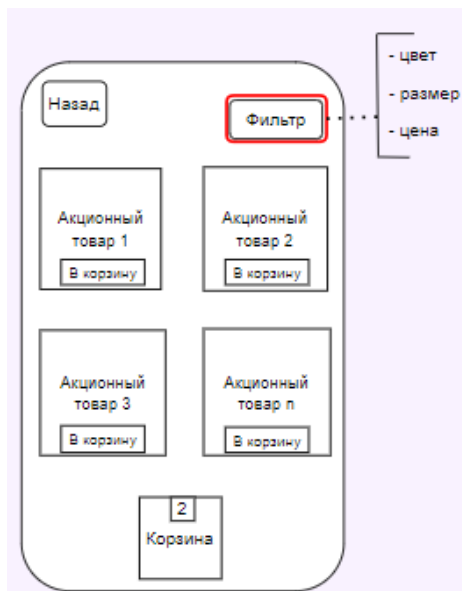 - цвет
Назад
- размер
Фильтр
- цена
Акционный
товар 1
В корзину
Акционный
товар 2
В корзину
Акционный
товар 3
В корзину
Акционный
товар n
В корзину
2
Корзина